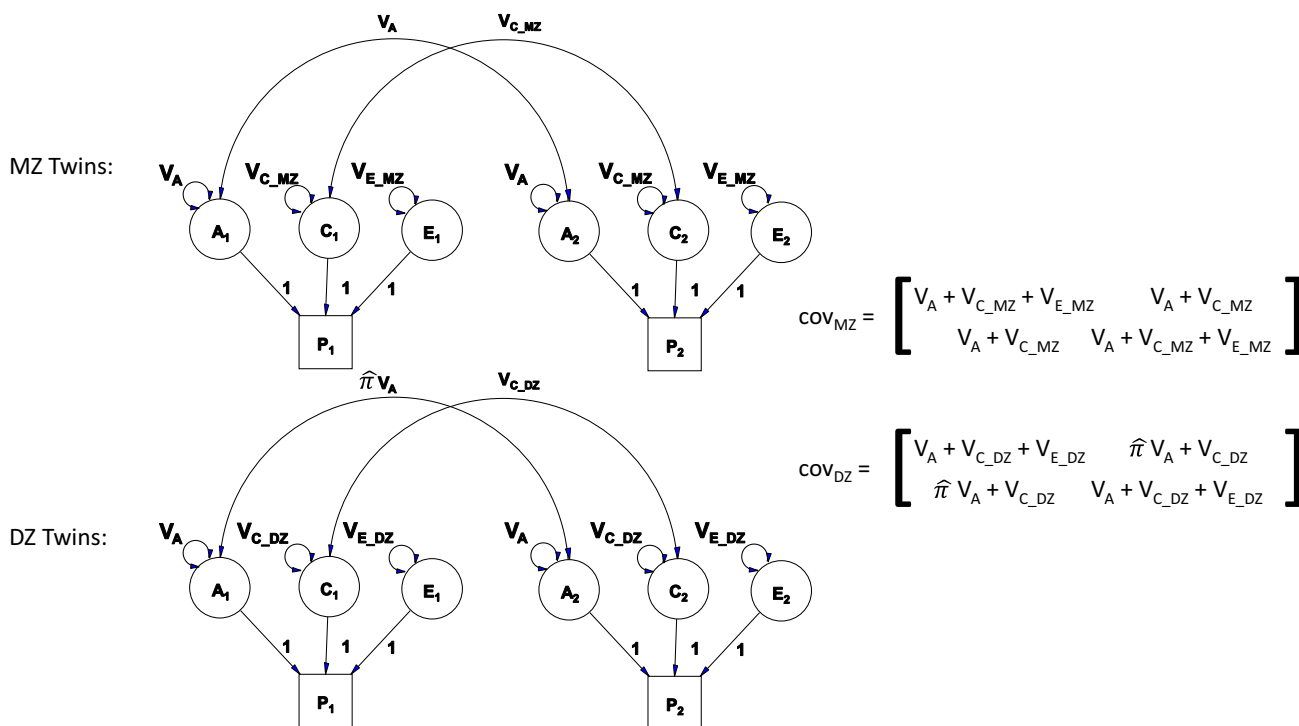 V_A V_C_MZ
MZ Twins:
V_A V_C_MZ V_E_MZ V_A V_C_MZ V_E_MZ
A_1 C_1 E_1 A_2 C_2 E_2
1 1 1 1 1 1
P_1 P_2
cov_MZ = [ V_A + V_C_MZ + V_E_MZ V_A + V_C_MZ
V_A + V_C_MZ V_A + V_C_MZ + V_E_MZ ]
π̂ V_A V_C_DZ
cov_DZ = [ V_A + V_C_DZ + V_E_DZ π̂ V_A + V_C_DZ
π̂ V_A + V_C_DZ V_A + V_C_DZ + V_E_DZ ]
DZ Twins:
V_A V_C_DZ V_E_DZ V_A V_C_DZ V_E_DZ
A_1 C_1 E_1 A_2 C_2 E_2
1 1 1 1 1 1
P_1 P_2